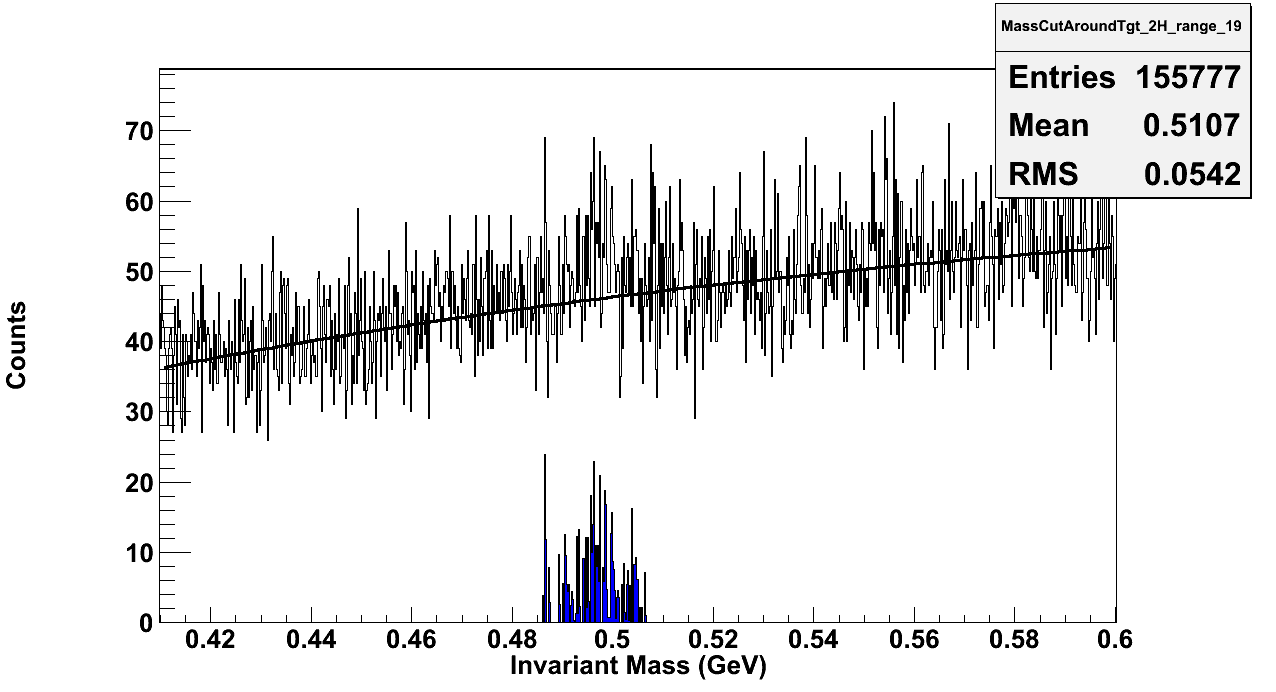 MassCutAroundTgt_2H_range_19
Entries 155777
Mean 0.5107
RMS 0.0542
Counts
70
60
50
40
30
20
10
0
0.42 0.44 0.46 0.48 0.5 0.52 0.54 0.56 0.58 0.6
Invariant Mass (GeV)